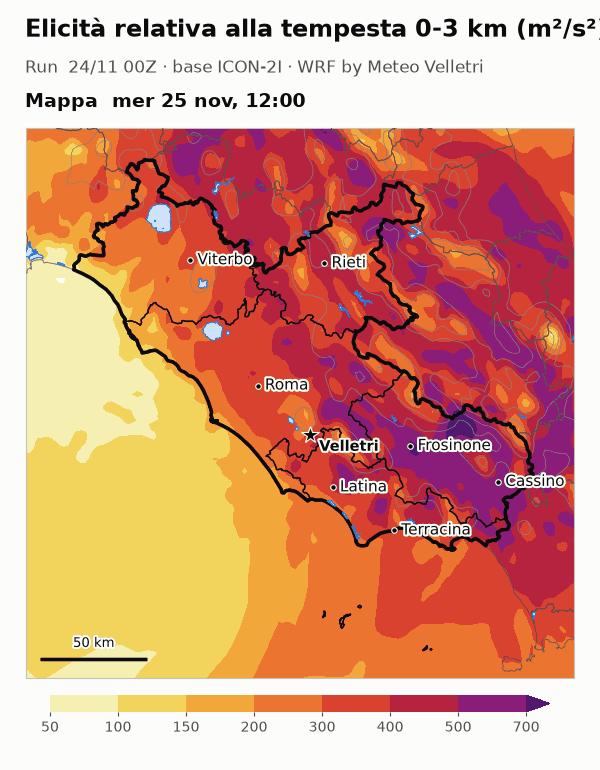 Elicità relativa alla tempesta 0-3 km (m²/s²)
Run  24/11 00Z · base ICON-2I · WRF by Meteo Velletri
Mappa  mer 25 nov, 12:00
Viterbo
Rieti
Roma
Velletri
Frosinone
Cassino
Latina
Terracina
50 km
50 100 150 200 300 400 500 700